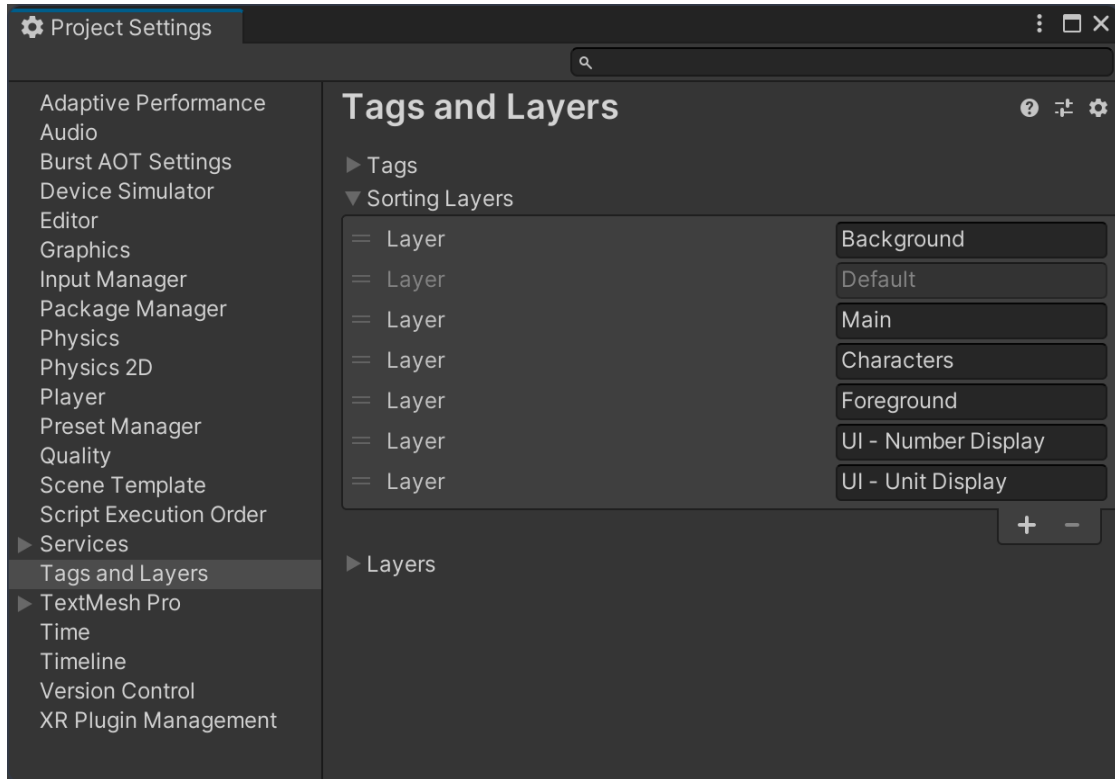 Project Settings
Adaptive Performance
Audio
Burst AOT Settings
Device Simulator
Editor
Graphics
Input Manager
Package Manager
Physics
Physics 2D
Player
Preset Manager
Quality
Scene Template
Script Execution Order
Services
Tags and Layers
TextMesh Pro
Time
Timeline
Version Control
XR Plugin Management
Tags and Layers
Tags
Sorting Layers
Layer Background
Layer Default
Layer Main
Layer Characters
Layer Foreground
Layer UI - Number Display
Layer UI - Unit Display
Layers